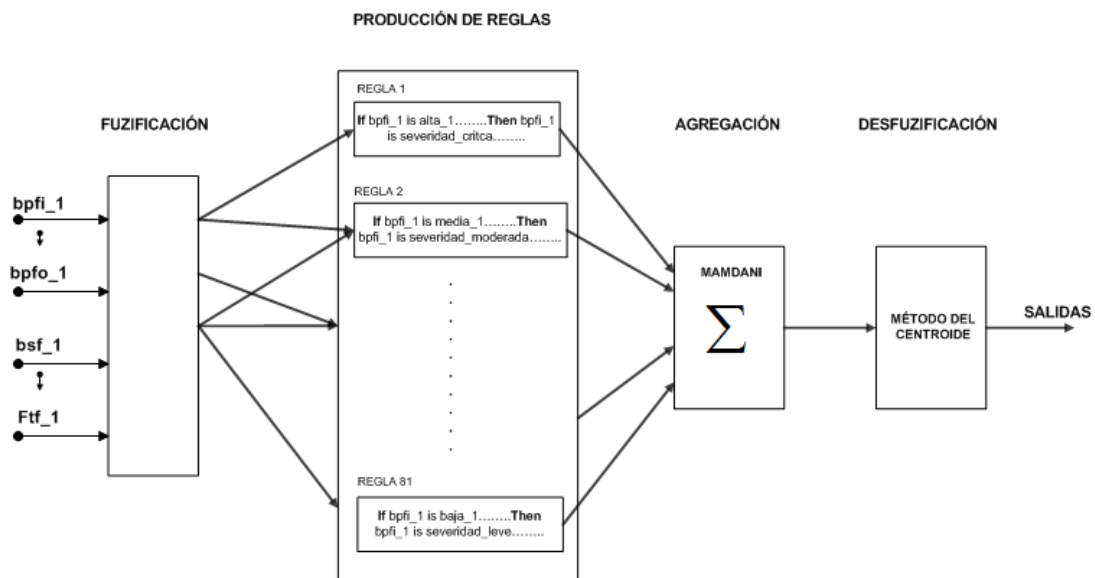 PRODUCCIÓN DE REGLAS
FUZIFICACIÓN
AGREGACIÓN
DESFUZIFICACIÓN
bpfi_1
bpfo_1
bsf_1
Ftf_1
REGLA 1
If bpfi_1 is alta_1........Then bpfi_1
is severidad_critca........
REGLA 2
If bpfi_1 is media_1........Then
bpfi_1 is severidad_moderada........
REGLA 81
If bpfi_1 is baja_1........Then
bpfi_1 is severidad_leve........
MAMDANI
Σ
MÉTODO DEL
CENTROIDE
SALIDAS